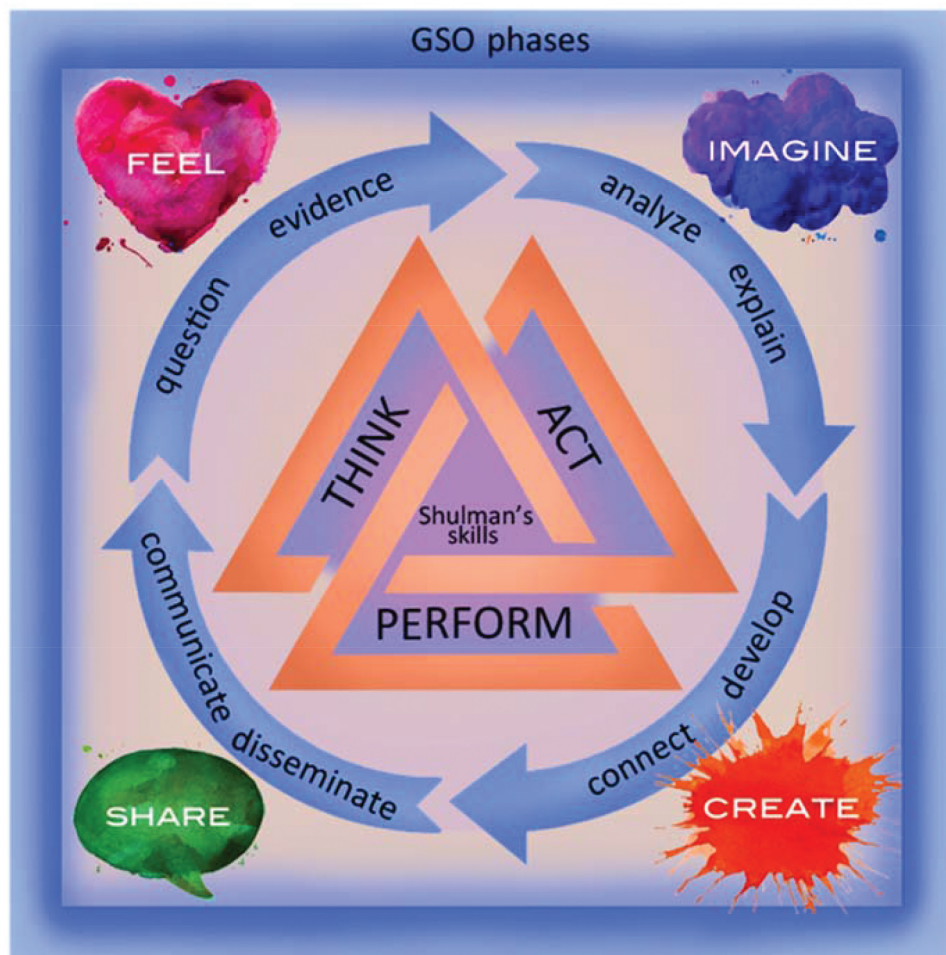 GSO phases
FEEL
IMAGINE
question
evidence
analyze
explain
THINK
ACT
Shulman's
skills
PERFORM
develop
connect
disseminate
communicate
SHARE
CREATE